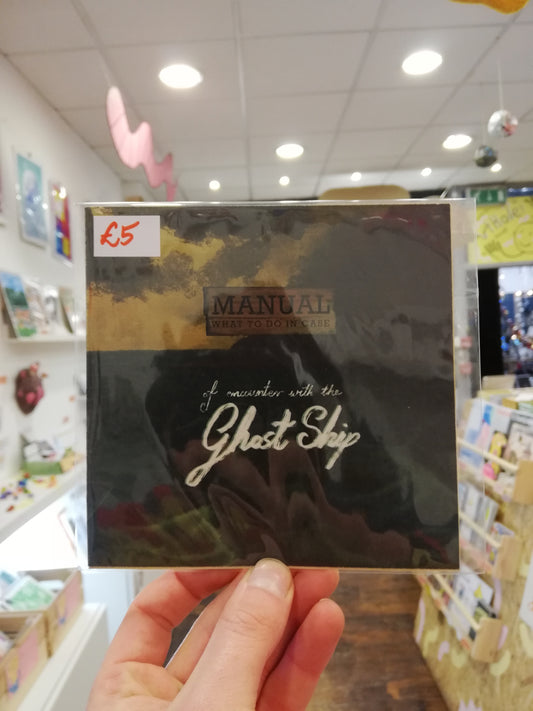 £5
MANUAL
WHAT TO DO IN CASE
of encounter with the
Ghost Ship